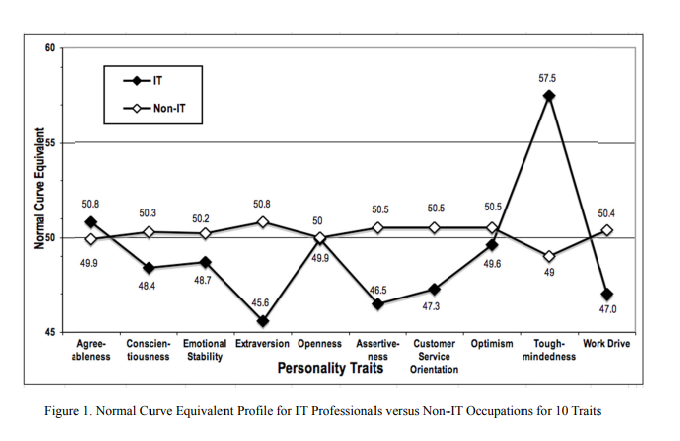 60
IT
Non-IT
57.5
55
Normal Curve Equivalent
50.8
50.3
50.2
50.8
50
50.5
50.5
50.4
50
49.9
48.4
48.7
45.6
49.9
46.5
47.3
49.6
49
47.0
45
Agree- Conscien- Emotional Extraversion Openness Assertive- Customer Optimism Tough- Work Drive
ableness tiousness Stability ness Service mindedness
Orientation
Personality Traits
Figure 1. Normal Curve Equivalent Profile for IT Professionals versus Non-IT Occupations for 10 Traits